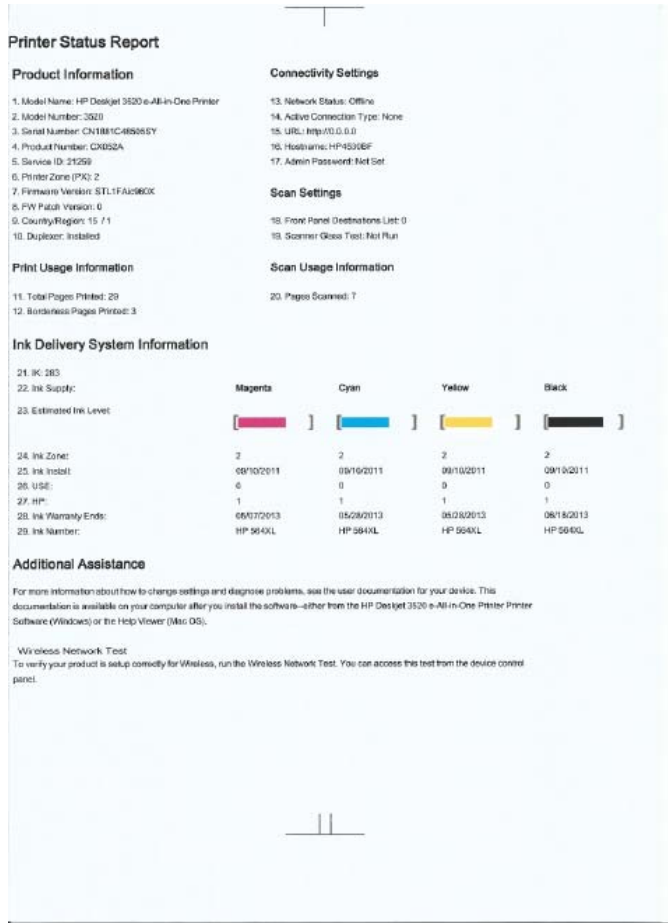 Printer Status Report
Product Information
1. Model Name: HP Deskjet 3520 e-All-in-One Printer
2. Model Number: 3520
3. Serial Number:
4. Product Number: CX052A
5. Service ID: 21259
6. Printer Zone (PX): 2
7. Firmware Version:
8. FW Patch Version: 0
9. Country/Region: 15 / 1
10. Duplexer: Installed
Print Usage Information
11. Total Pages Printed: 29
12. Borderless Pages Printed: 3
Connectivity Settings
13. Network Status: Offline
14. Active Connection Type: None
15. URL: http://0.0.0.0
16. Hostname: HP4530BF
17. Admin Password: Not Set
Scan Settings
18. Front Panel Destinations List: 0
19. Scanner Glass Test: Not Run
Scan Usage Information
20. Pages Scanned: 7
Ink Delivery System Information
21. IK: 283
22. Ink Supply: Magenta Cyan Yellow Black
23. Estimated Ink Level:
24. Ink Zone: 2 2 2 2
25. Ink Install: 09/10/2011 09/10/2011 09/10/2011 09/10/2011
26. USE: 0 0 0 0
27. HP: 1 1 1 1
28. Ink Warranty Ends: 05/28/2013 05/28/2013
29. Ink Number: HP 564XL HP 564XL HP 564XL HP 564XL
Additional Assistance
For more information about how to change settings and diagnose problems, see the user documentation for your device. This
documentation is available on your computer after you install the software--either from the HP Deskjet 3520 e-All-in-One Printer Printer
Software (Windows) or the Help Viewer (Mac OS).
Wireless Network Test
To verify your product is setup correctly for Wireless, run the Wireless Network Test. You can access this test from the device control
panel.